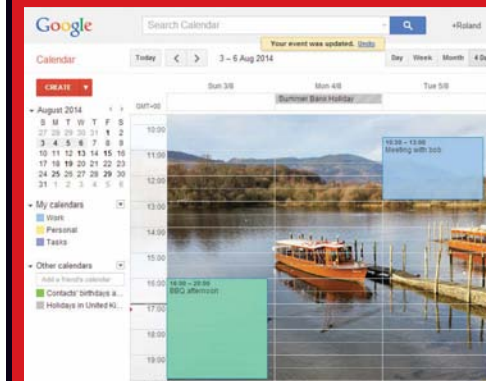 Google
Search Calendar
+Roland
Your event was updated. Undo
Calendar
Today
3 – 6 Aug 2014
Day Week Month 4 Da
CREATE
Sun 3/8 Mon 4/8 Tue 5/8
GMT+00
Summer Bank Holiday
August 2014
S M T W T F S
27 28 29 30 31 1 2
3 4 5 6 7 8 9
10 11 12 13 14 15 16
17 18 19 20 21 22 23
24 25 26 27 28 29 30
31 1 2 3 4 5 6
My calendars
Work
Personal
Tasks
Other calendars
Add a friend's calendar
Contacts' birthdays a...
Holidays in United Ki...
10:00
11:00
12:00
13:00
14:00
15:00
16:00
17:00
18:00
19:00
10:30 – 13:00
Meeting with bob
16:00 – 20:00
BBQ afternoon